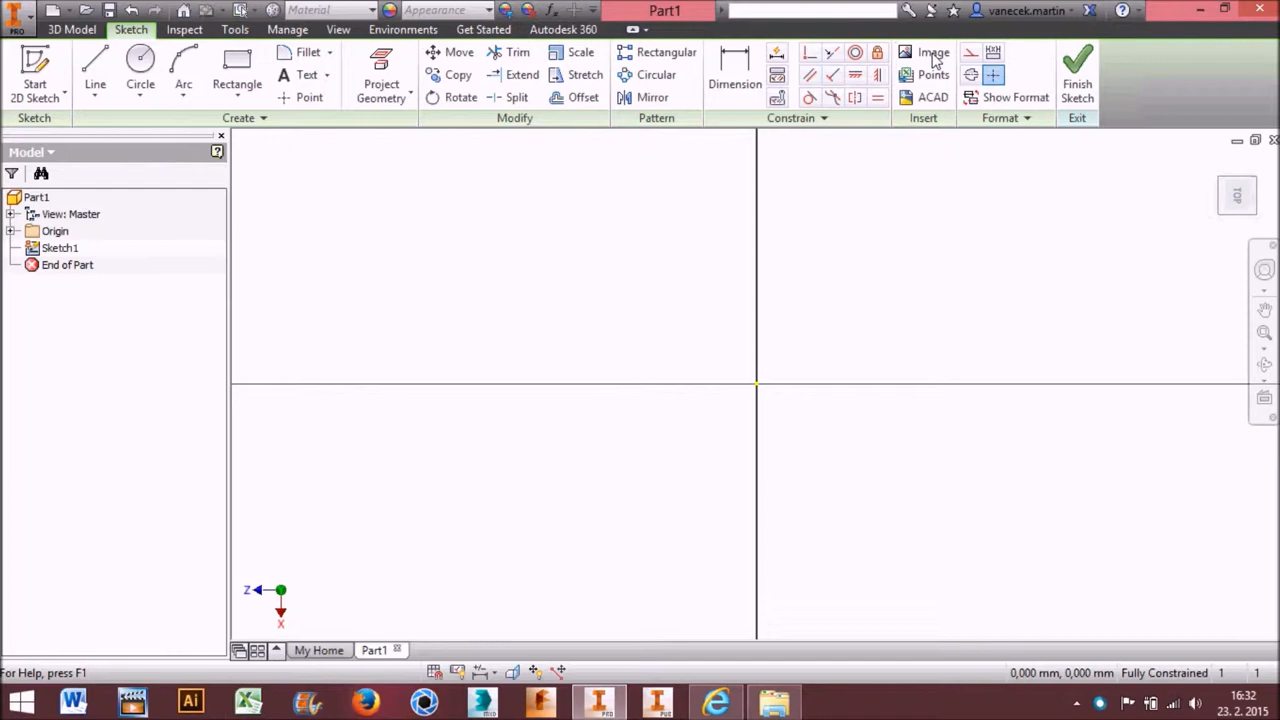 Material
Appearance
Part1
vanecek.martin
PRO
3D Model
Sketch
Inspect
Tools
Manage
View
Environments
Get Started
Autodesk 360
Start
2D Sketch
Line
Circle
Arc
Rectangle
Fillet
Text
Point
Project
Geometry
Move
Copy
Rotate
Trim
Extend
Split
Scale
Stretch
Offset
Rectangular
Circular
Mirror
Dimension
Image
Points
ACAD
Show Format
Finish
Sketch
Sketch
Create
Modify
Pattern
Constrain
Insert
Format
Exit
Model
Part1
View: Master
Origin
Sketch1
End of Part
TOP
Z
X
My Home
Part1
For Help, press F1
0,000 mm, 0,000 mm
Fully Constrained
1
1
W
Ai
X
PRO
16:32
23. 2. 2015